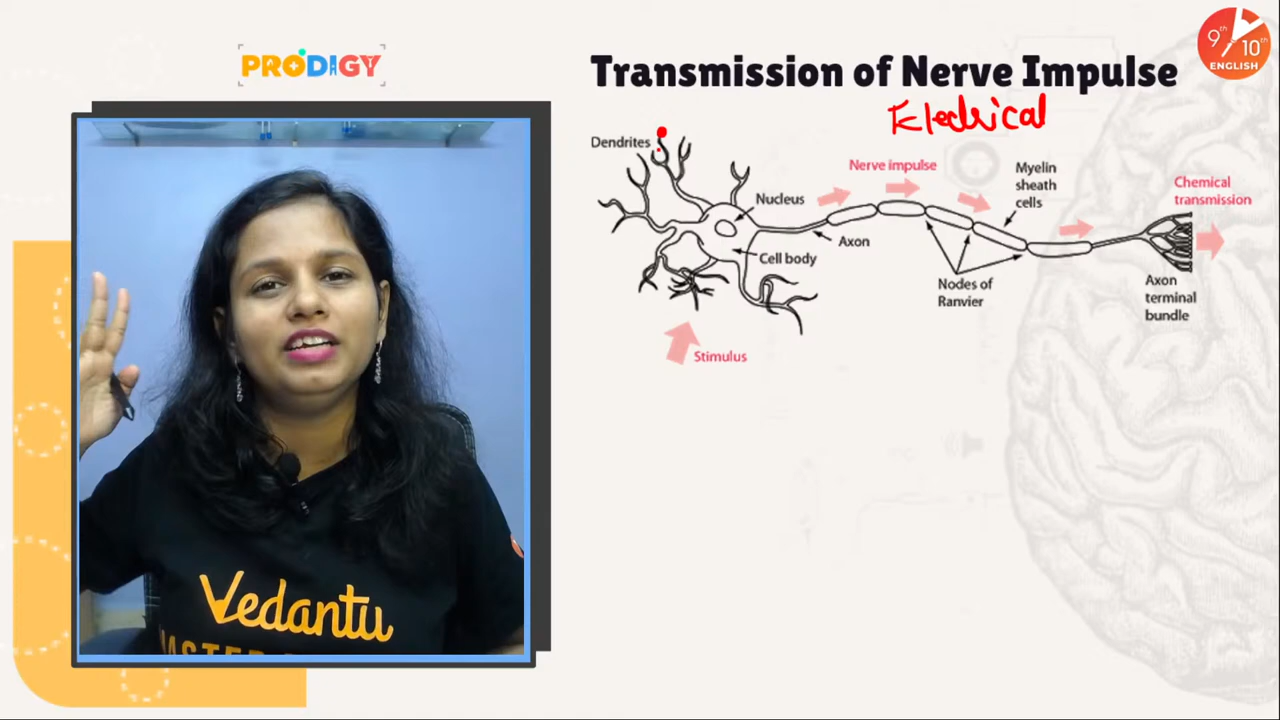 PRODIGY
Transmission of Nerve Impulse
9th
10th
ENGLISH
Electrical
Dendrites
Nerve impulse
Myelin
sheath
cells
Chemical
transmission
Nucleus
Axon
Cell body
Nodes of
Ranvier
Axon
terminal
bundle
Stimulus
Vedantu
MASTER